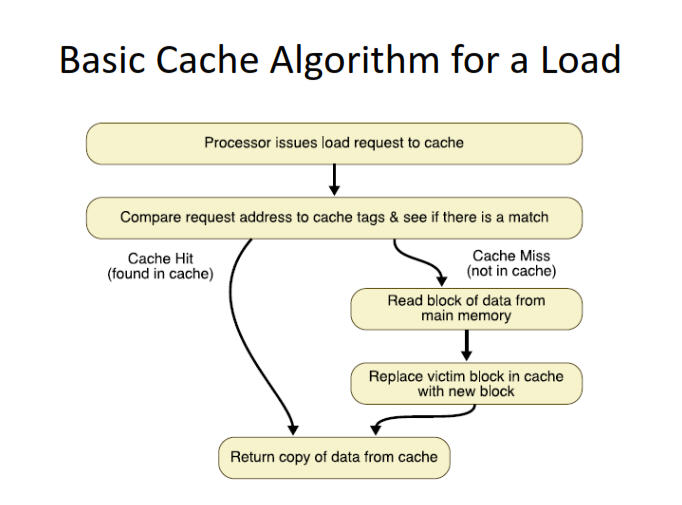 Basic Cache Algorithm for a Load
Processor issues load request to cache
Compare request address to cache tags & see if there is a match
Cache Hit
(found in cache)
Cache Miss
(not in cache)
Read block of data from
main memory
Replace victim block in cache
with new block
Return copy of data from cache